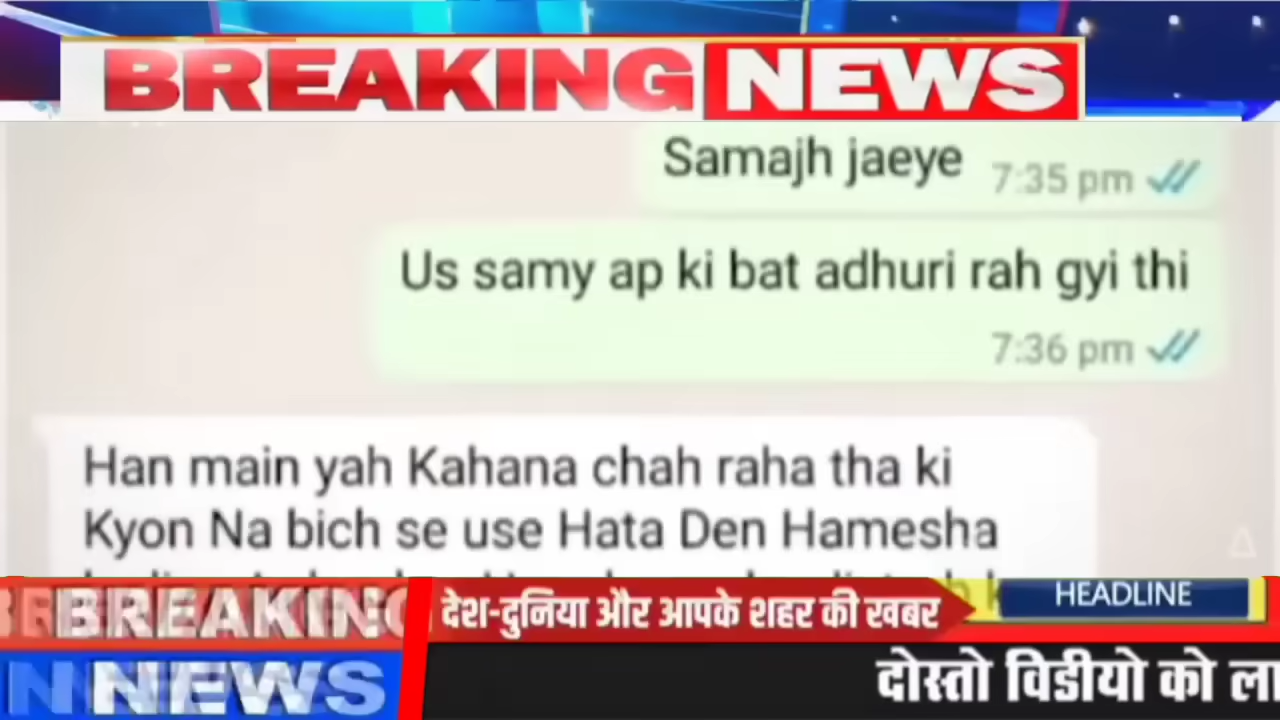 BREAKING NEWS
Samajh jaeye 7:35 pm
Us samy ap ki bat adhuri rah gyi thi
7:36 pm
Han main yah Kahana chah raha tha ki
Kyon Na bich se use Hata Den Hamesha
BREAKING
NEWS
देश-दुनिया और आपके शहर की खबर
HEADLINE
दोस्तो विडीयो को